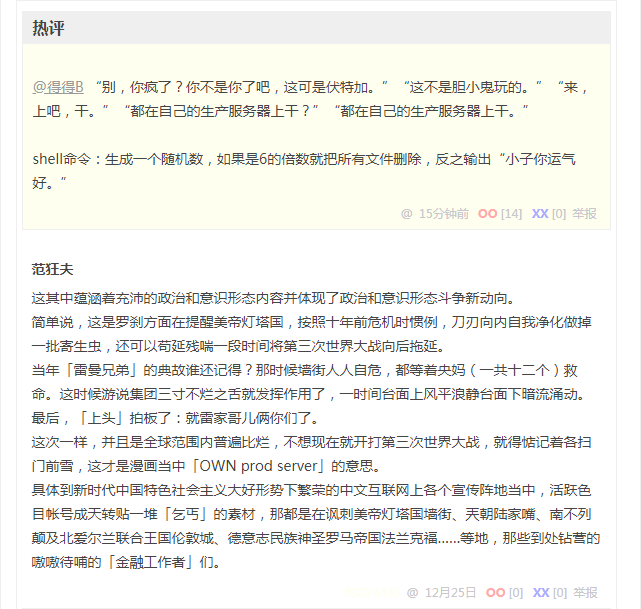 热评
@得得B “别，你疯了？你不是你了吧，这可是伏特加。” “这不是胆小鬼玩的。” “来，
上吧，干。” “都在自己的生产服务器上干？” “都在自己的生产服务器上干。”
shell命令：生成一个随机数，如果是6的倍数就把所有文件删除，反之输出“小子你运气
好。”
@ 15分钟前 OO [14] XX [0] 举报
范狂夫
这其中蕴涵着充沛的政治和意识形态内容并体现了政治和意识形态斗争新动向。
简单说，这是罗刹方面在提醒美帝灯塔国，按照十年前危机时惯例，刀刃向内自我净化做掉
一批寄生虫，还可以苟延残喘一段时间将第三次世界大战向后拖延。
当年「雷曼兄弟」的典故谁还记得？那时候墙街人人自危，都等着央妈（一共十二个）救
命。这时候游说集团三寸不烂之舌就发挥作用了，一时间台面上风平浪静台面下暗流涌动。
最后，「上头」拍板了：就雷家哥儿俩你们了。
这次一样，并且是全球范围内普遍比烂，不想现在就开打第三次世界大战，就得惦记着各扫
门前雪，这才是漫画当中「OWN prod server」的意思。
具体到新时代中国特色社会主义大好形势下繁荣的中文互联网上各个宣传阵地当中，活跃色
目帐号成天转贴一堆「乞丐」的素材，那都是在讽刺美帝灯塔国墙街、天朝陆家嘴、南不列
颠及北爱尔兰联合王国伦敦城、德意志民族神圣罗马帝国法兰克福......等地，那些到处钻营的
嗷嗷待哺的「金融工作者」们。
@ 12月25日 OO [0] XX [0] 举报